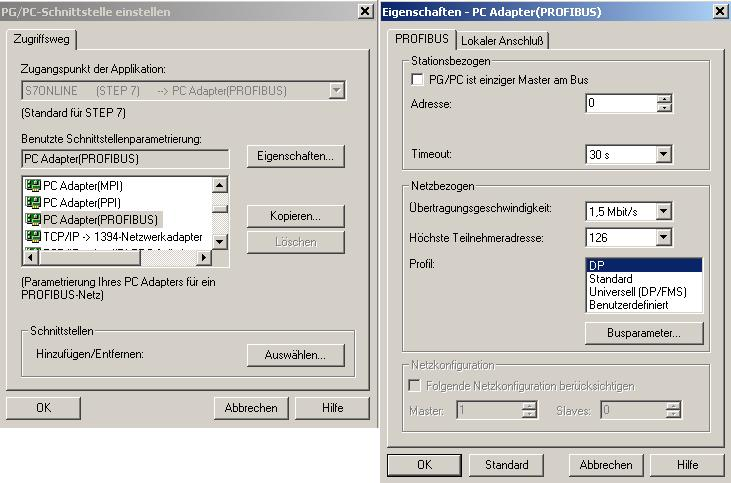 PG/PC-Schnittstelle einstellen
Zugriffsweg
Zugangspunkt der Applikation:
S7ONLINE (STEP 7) --> PC Adapter(PROFIBUS)
(Standard für STEP 7)
Benutzte Schnittstellenparametrierung:
PC Adapter(PROFIBUS)
Eigenschaften...
PC Adapter(MPI)
PC Adapter(PPI)
PC Adapter(PROFIBUS)
TCP/IP -> 1394-Netzwerkadapter
Kopieren...
Löschen
(Parametrierung Ihres PC Adapters für ein
PROFIBUS-Netz)
Schnittstellen
Hinzufügen/Entfernen:
Auswählen...
OK
Abbrechen
Hilfe
Eigenschaften - PC Adapter(PROFIBUS)
PROFIBUS
Lokaler Anschluß
Stationsbezogen
PG/PC ist einziger Master am Bus
Adresse: 0
Timeout: 30 s
Netzbezogen
Übertragungsgeschwindigkeit: 1,5 Mbit/s
Höchste Teilnehmeradresse: 126
Profil:
DP
Standard
Universell (DP/FMS)
Benutzerdefiniert
Busparameter...
Netzkonfiguration
Folgende Netzkonfiguration berücksichtigen
Master: 1 Slaves: 0
OK
Standard
Abbrechen
Hilfe